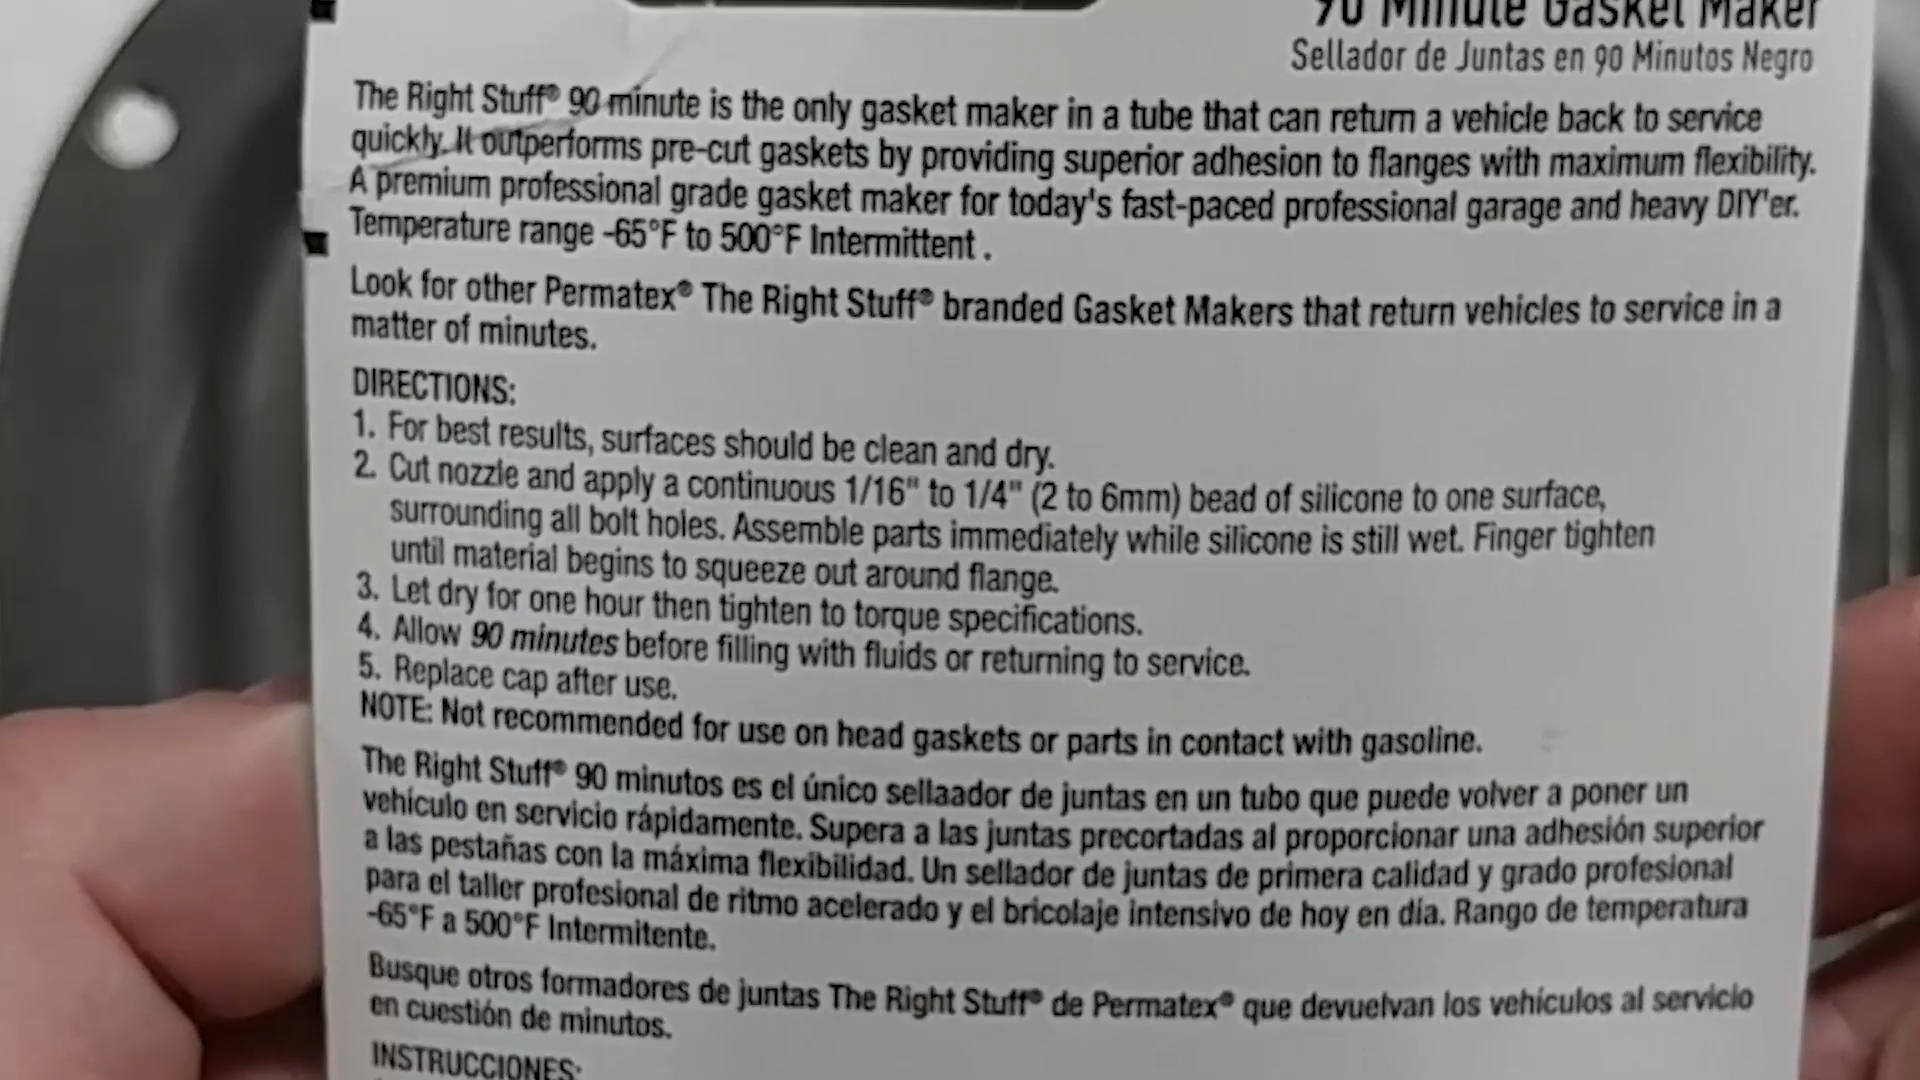 90 Minute Gasket Maker
Sellador de Juntas en 90 Minutos Negro
The Right Stuff® 90 minute is the only gasket maker in a tube that can return a vehicle back to service
quickly. It outperforms pre-cut gaskets by providing superior adhesion to flanges with maximum flexibility.
A premium professional grade gasket maker for today's fast-paced professional garage and heavy DIY'er.
Temperature range -65°F to 500°F Intermittent .
Look for other Permatex® The Right Stuff® branded Gasket Makers that return vehicles to service in a
matter of minutes.
DIRECTIONS:
1. For best results, surfaces should be clean and dry.
2. Cut nozzle and apply a continuous 1/16" to 1/4" (2 to 6mm) bead of silicone to one surface,
surrounding all bolt holes. Assemble parts immediately while silicone is still wet. Finger tighten
until material begins to squeeze out around flange.
3. Let dry for one hour then tighten to torque specifications.
4. Allow 90 minutes before filling with fluids or returning to service.
5. Replace cap after use.
NOTE: Not recommended for use on head gaskets or parts in contact with gasoline.
The Right Stuff® 90 minutos es el único sellaador de juntas en un tubo que puede volver a poner un
vehículo en servicio rápidamente. Supera a las juntas precortadas al proporcionar una adhesión superior
a las pestañas con la máxima flexibilidad. Un sellador de juntas de primera calidad y grado profesional
para el taller profesional de ritmo acelerado y el bricolaje intensivo de hoy en día. Rango de temperatura
-65°F a 500°F Intermitente.
Busque otros formadores de juntas The Right Stuff® de Permatex® que devuelvan los vehículos al servicio
en cuestión de minutos.
INSTRUCCIONES: